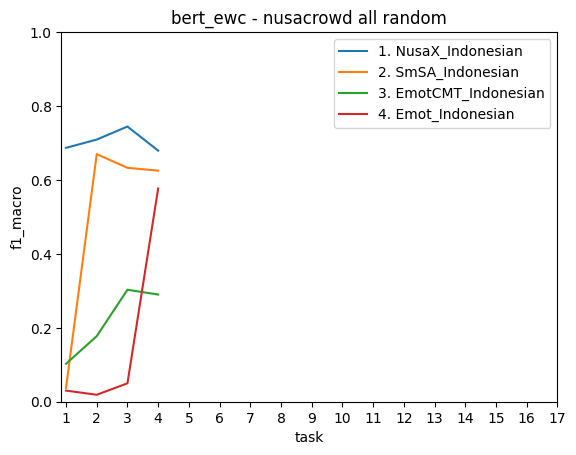 bert_ewc - nusacrowd all random
1.0
0.8
0.6
0.4
0.2
0.0
f1_macro
1. NusaX_Indonesian
2. SmSA_Indonesian
3. EmotCMT_Indonesian
4. Emot_Indonesian
1 2 3 4 5 6 7 8 9 10 11 12 13 14 15 16 17
task